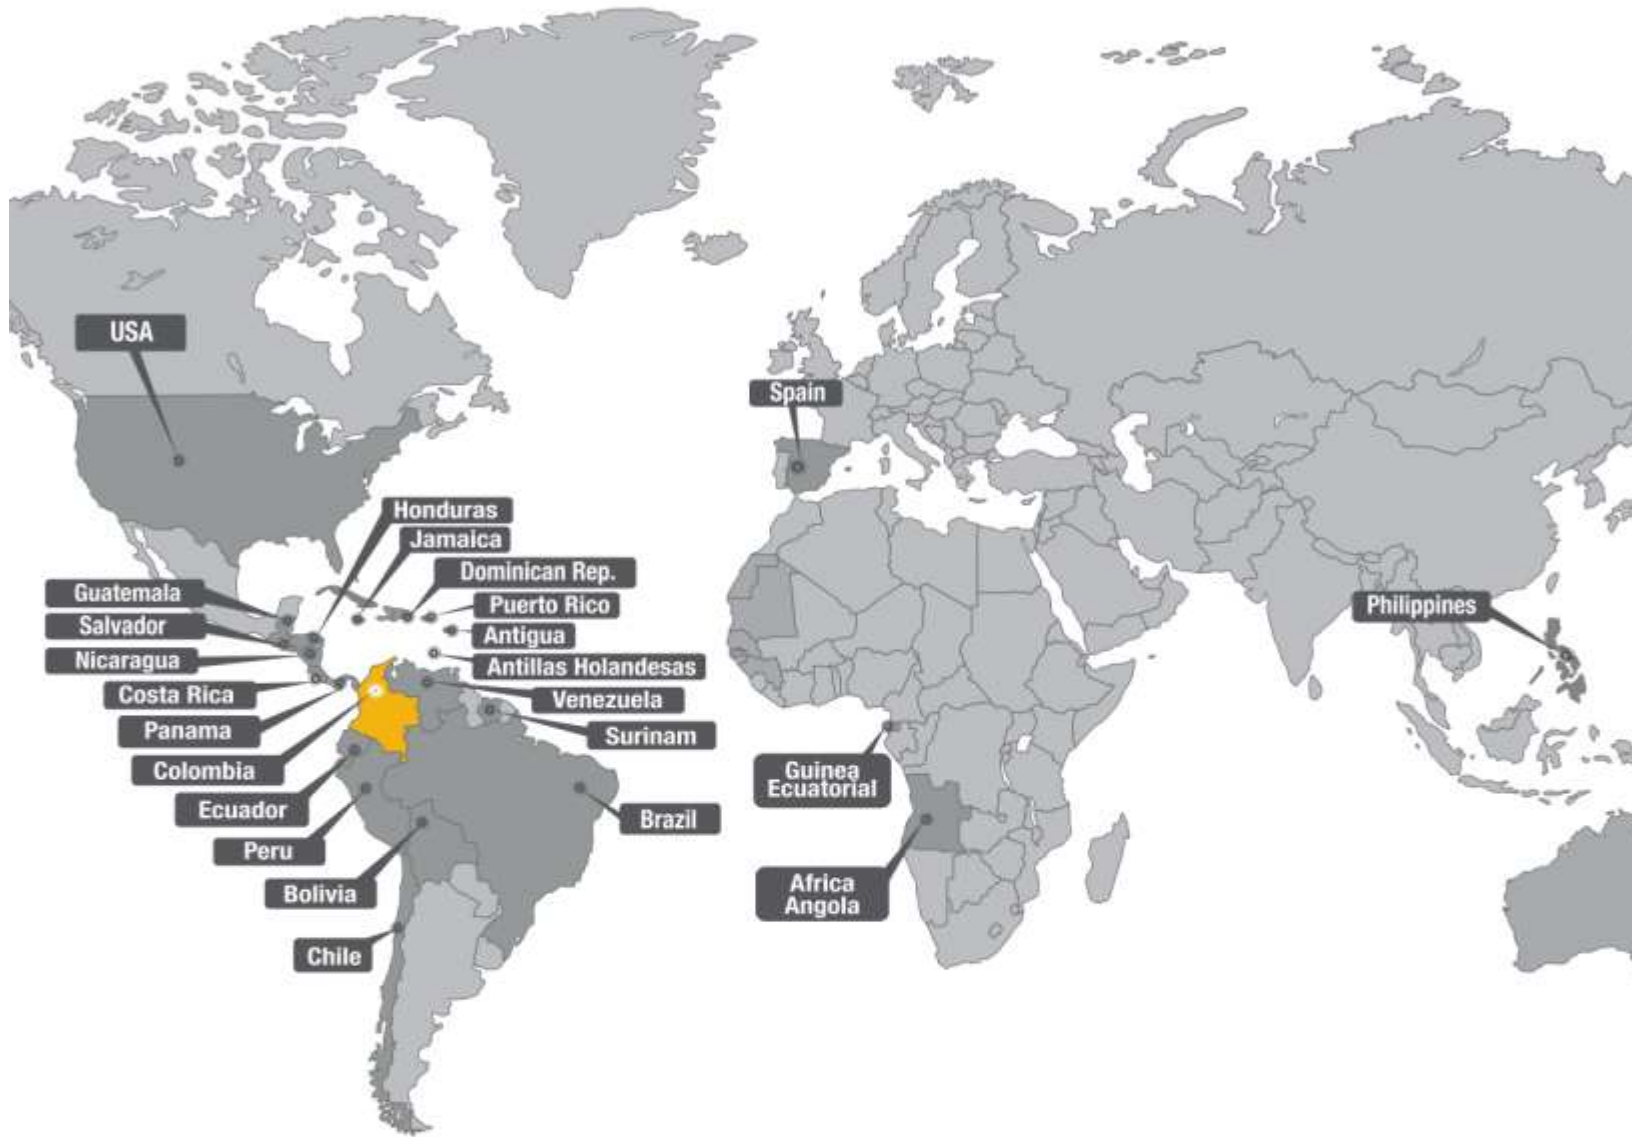 USA
Spain
Honduras
Jamaica
Dominican Rep.
Guatemala
Puerto Rico
Philippines
Salvador
Antigua
Nicaragua
Antillas Holandesas
Costa Rica
Venezuela
Panama
Surinam
Colombia
Guinea
Ecuatorial
Ecuador
Brazil
Peru
Bolivia
Africa
Angola
Chile